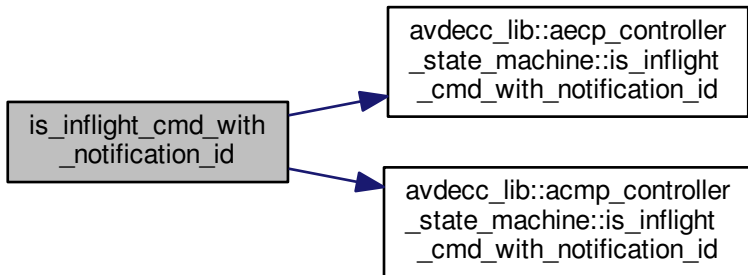 is_inflight_cmd_with
_notification_id
avdecc_lib::aecp_controller
_state_machine::is_inflight
_cmd_with_notification_id
avdecc_lib::acmp_controller
_state_machine::is_inflight
_cmd_with_notification_id